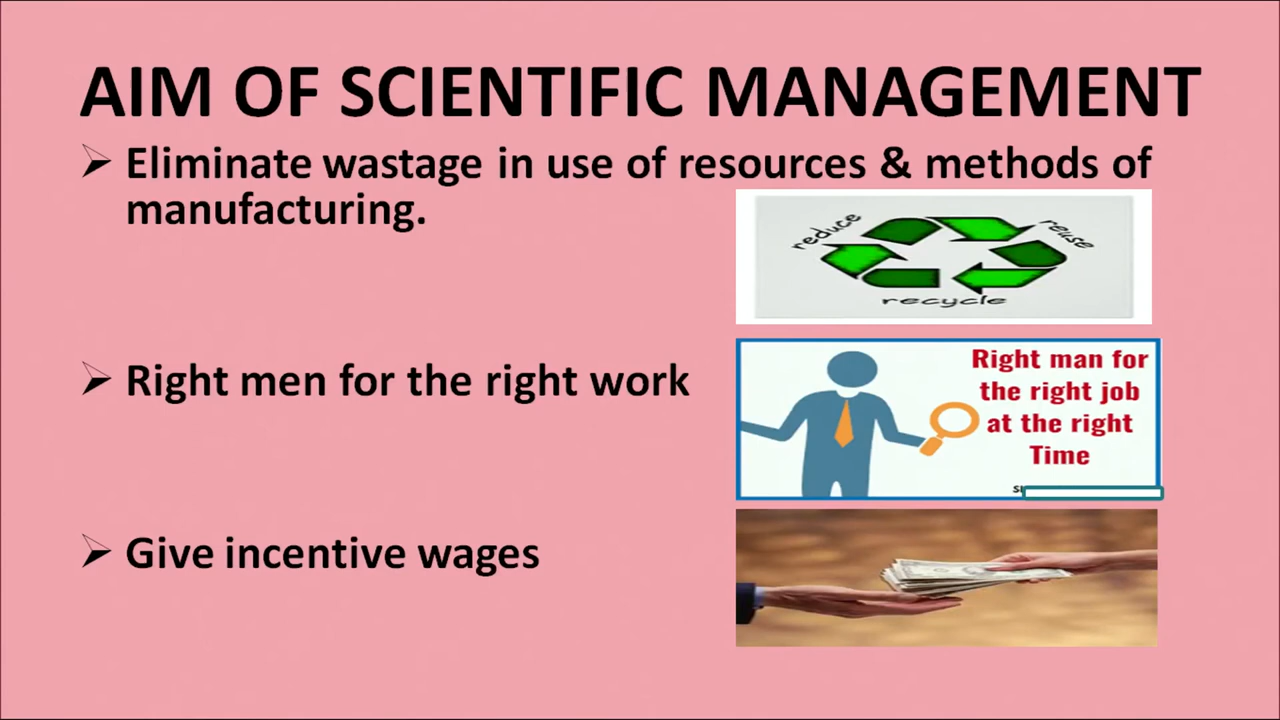 AIM OF SCIENTIFIC MANAGEMENT
➢ Eliminate wastage in use of resources & methods of
manufacturing.
reduce
reuse
recycle
➢ Right men for the right work
Right man for
the right job
at the right
Time
➢ Give incentive wages